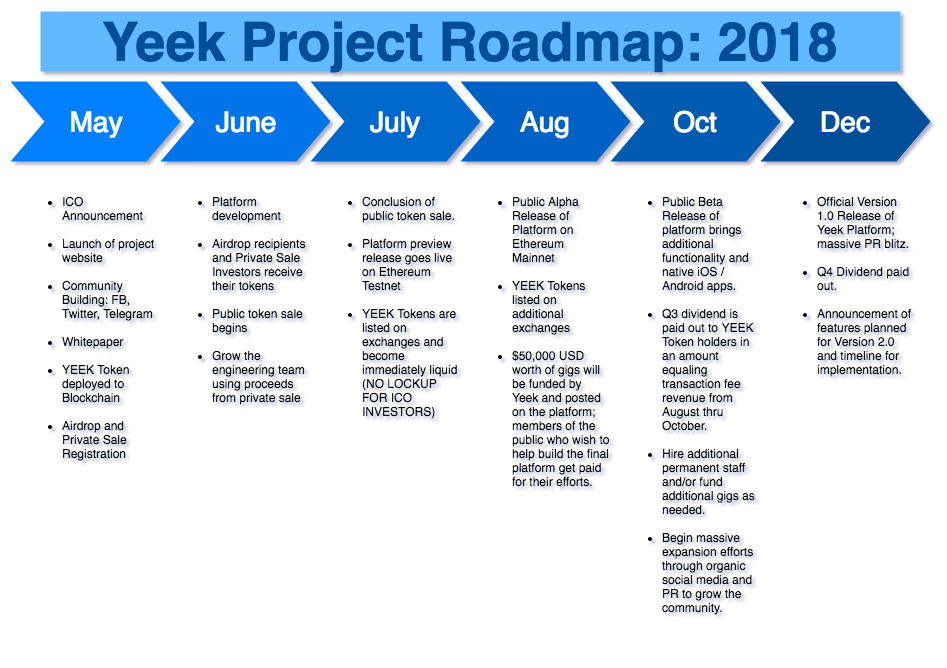 Yeek Project Roadmap: 2018
May
June
July
Aug
Oct
Dec
• ICO
Announcement
• Launch of project
website
• Community
Building: FB,
Twitter, Telegram
• Whitepaper
• YEEK Token
deployed to
Blockchain
• Airdrop and
Private Sale
Registration
• Platform
development
• Airdrop recipients
and Private Sale
Investors receive
their tokens
• Public token sale
begins
• Grow the
engineering team
using proceeds
from private sale
• Conclusion of
public token sale.
• Platform preview
release goes live
on Ethereum
Testnet
• YEEK Tokens are
listed on
exchanges and
become
immediately liquid
(NO LOCKUP
FOR ICO
INVESTORS)
• Public Alpha
Release of
Platform on
Ethereum
Mainnet
• YEEK Tokens
listed on
additional
exchanges
• $50,000 USD
worth of gigs will
be funded by
Yeek and posted
on the platform;
members of the
public who wish to
help build the final
platform get paid
for their efforts.
• Public Beta
Release of
platform brings
additional
functionality and
native iOS /
Android apps.
• Q3 dividend is
paid out to YEEK
Token holders in
an amount
equaling
transaction fee
revenue from
August thru
October.
• Hire additional
permanent staff
and/or fund
additional gigs as
needed.
• Begin massive
expansion efforts
through organic
social media and
PR to grow the
community.
• Official Version
1.0 Release of
Yeek Platform;
massive PR blitz.
• Q4 Dividend paid
out.
• Announcement of
features planned
for Version 2.0
and timeline for
implementation.